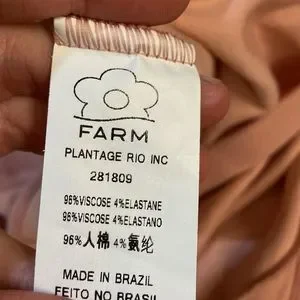 FARM
PLANTAGE RIO INC
281809
96%VISCOSE 4%ELASTANE
96%VISCOSE 4%ELASTANO
96%人棉 4%氨纶
MADE IN BRAZIL
FEITO NO BRASIL